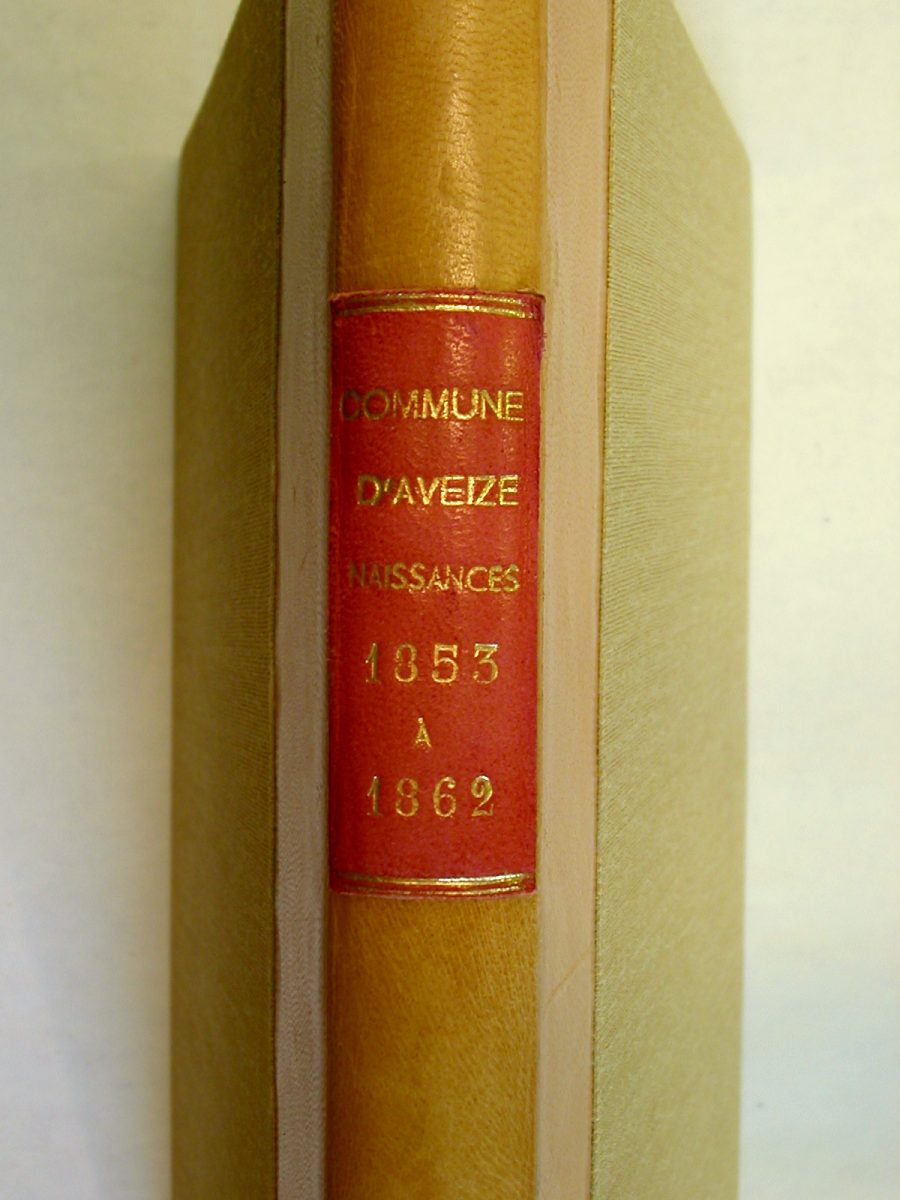 COMMUNE
D'AVEIZE
NAISSANCES
1853
À
1862